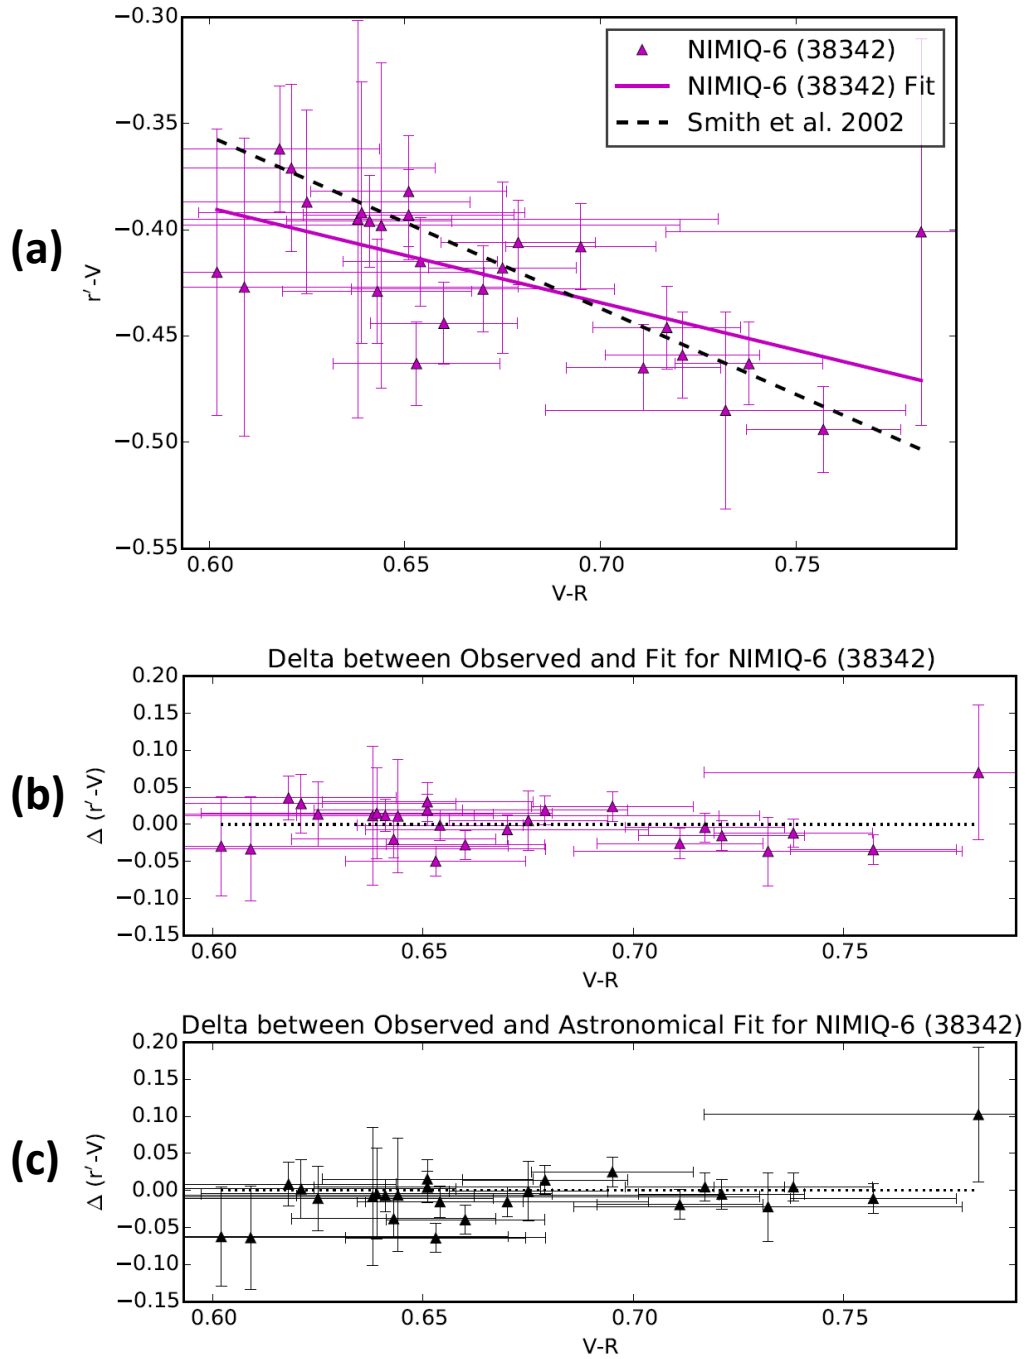 (a)
−0.30
−0.35
−0.40
−0.45
−0.50
−0.55
r′-V
NIMIQ-6 (38342)
NIMIQ-6 (38342) Fit
Smith et al. 2002
0.60 0.65 0.70 0.75
V-R
(b)
Delta between Observed and Fit for NIMIQ-6 (38342)
0.20
0.15
0.10
0.05
0.00
−0.05
−0.10
−0.15
Δ (r′-V)
0.60 0.65 0.70 0.75
V-R
(c)
Delta between Observed and Astronomical Fit for NIMIQ-6 (38342)
0.20
0.15
0.10
0.05
0.00
−0.05
−0.10
−0.15
Δ (r′-V)
0.60 0.65 0.70 0.75
V-R